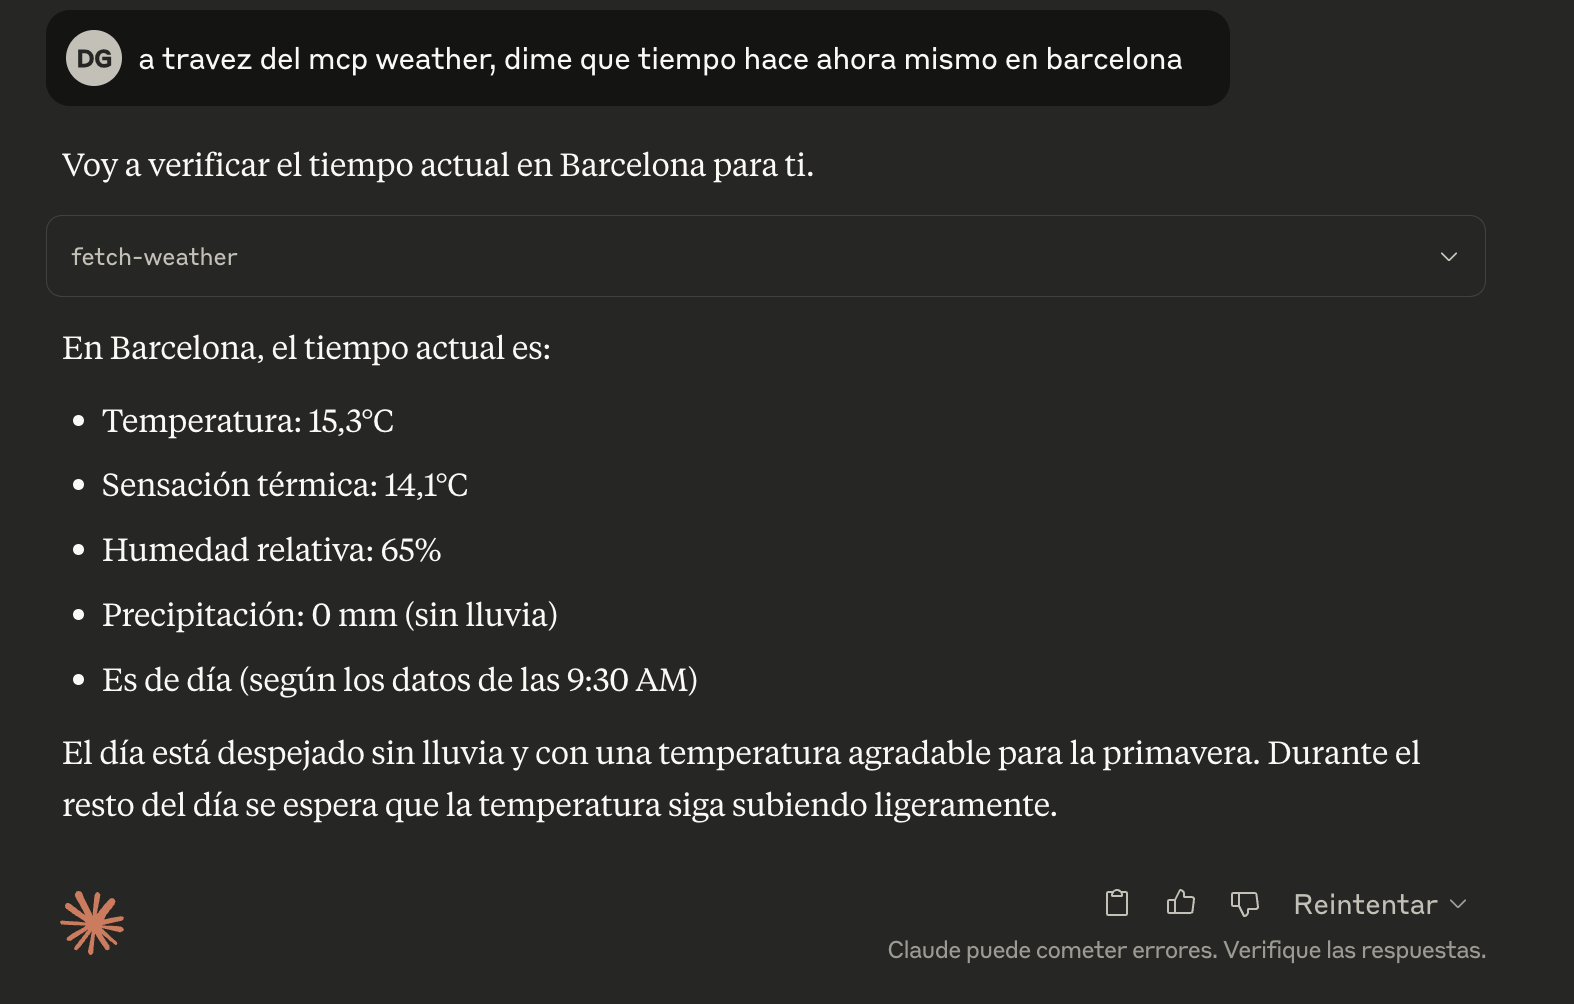 DG
a travez del mcp weather, dime que tiempo hace ahora mismo en barcelona
Voy a verificar el tiempo actual en Barcelona para ti.
fetch-weather
En Barcelona, el tiempo actual es:
• Temperatura: 15,3°C
• Sensación térmica: 14,1°C
• Humedad relativa: 65%
• Precipitación: 0 mm (sin lluvia)
• Es de día (según los datos de las 9:30 AM)
El día está despejado sin lluvia y con una temperatura agradable para la primavera. Durante el
resto del día se espera que la temperatura siga subiendo ligeramente.
Reintentar
Claude puede cometer errores. Verifique las respuestas.